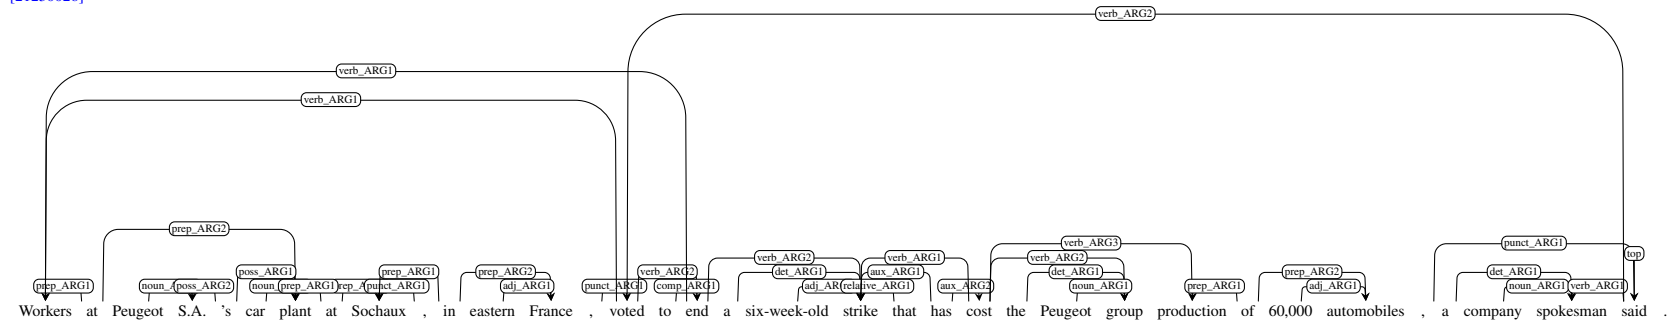 verb_ARG2
verb_ARG1
verb_ARG1
prep_ARG2
verb_ARG3 punct_ARG1
verb_ARG2 verb_ARG1 verb_ARG2 top
poss_ARG1 prep_ARG1 prep_ARG2 verb_ARG2 det_ARG1 aux_ARG1 det_ARG1 prep_ARG2 det_ARG1
prep_ARG1 poss_ARG2 prep_ARG1 punct_ARG1 adj_ARG1 punct_ARG1 comp_ARG1 relative_ARG1 aux_ARG2 noun_ARG1 prep_ARG1 adj_ARG1 noun_ARG1 verb_ARG1
Workers at Peugeot S.A. 's car plant at Sochaux , in eastern France , voted to end a six-week-old strike that has cost the Peugeot group production of 60,000 automobiles , a company spokesman said .